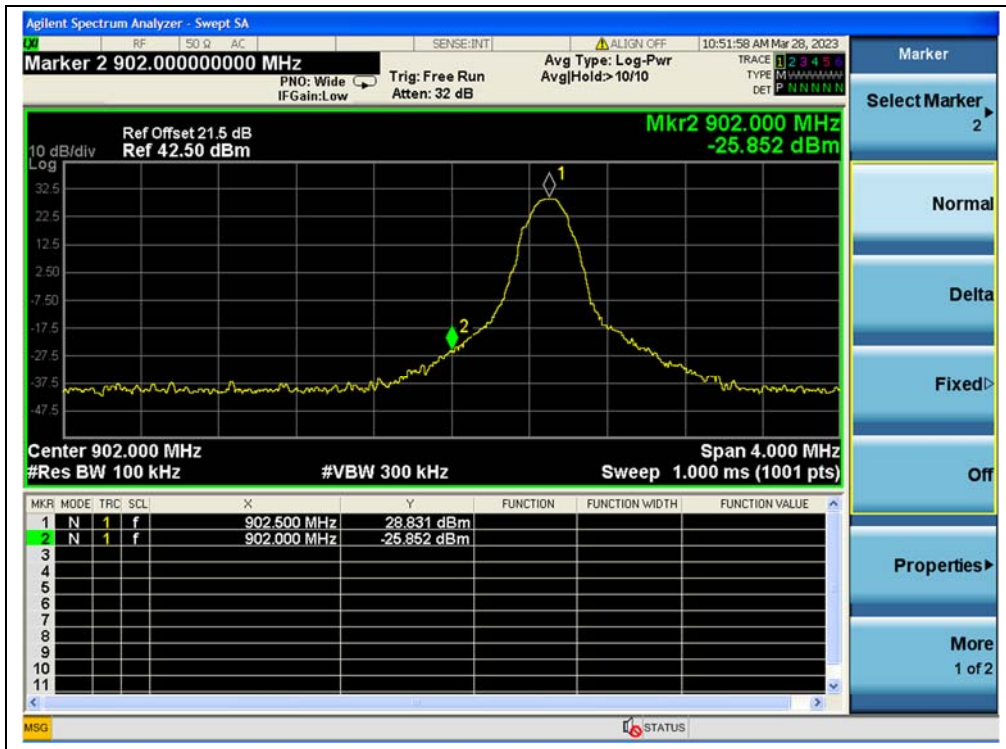 Agilent Spectrum Analyzer - Swept SA
LXI RF 50 Ω AC SENSE:INT ALIGN OFF 10:51:58 AM Mar 28, 2023
Marker 2 902.000000000 MHz
PNO: Wide
IFGain:Low
Trig: Free Run
Atten: 32 dB
Avg Type: Log-Pwr
Avg|Hold:> 10/10
TRACE 1 2 3 4 5 6
TYPE M W W W W W
DET P N N N N N
Mkr2 902.000 MHz
-25.852 dBm
Ref Offset 21.5 dB
10 dB/div Ref 42.50 dBm
Log
32.5
22.5
12.5
2.50
-7.50
-17.5
-27.5
-37.5
-47.5
1
2
Center 902.000 MHz Span 4.000 MHz
#Res BW 100 kHz #VBW 300 kHz Sweep 1.000 ms (1001 pts)
MKR MODE TRC SCL X Y FUNCTION FUNCTION WIDTH FUNCTION VALUE
1 N 1 f 902.500 MHz 28.831 dBm
2 N 1 f 902.000 MHz -25.852 dBm
3
4
5
6
7
8
9
10
11
MSG STATUS
Marker
Select Marker
2
Normal
Delta
Fixed
Off
Properties
More
1 of 2